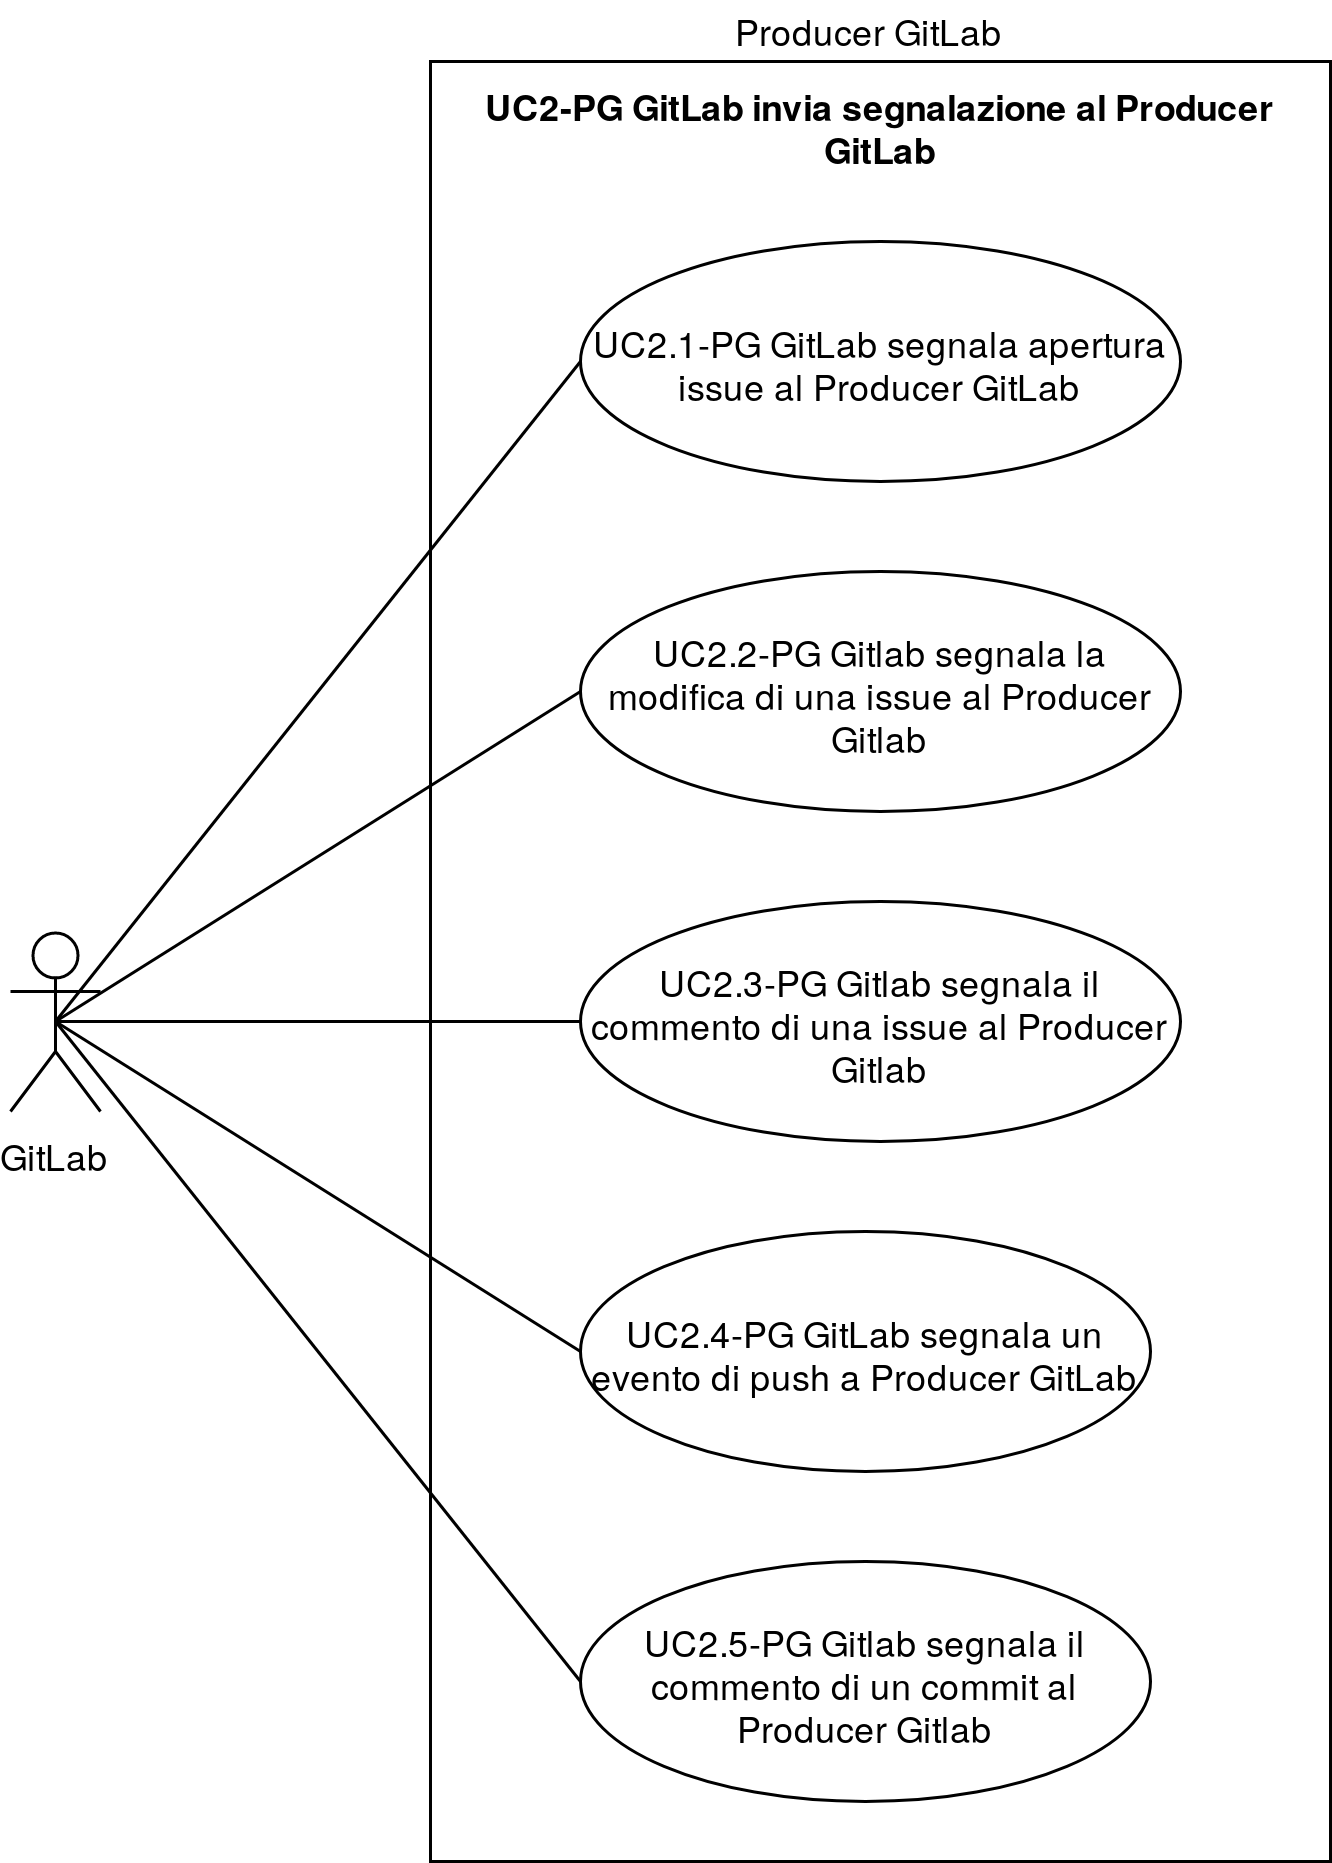 Producer GitLab
UC2-PG GitLab invia segnalazione al Producer
GitLab
UC2.1-PG GitLab segnala apertura
issue al Producer GitLab
UC2.2-PG Gitlab segnala la
modifica di una issue al Producer
Gitlab
UC2.3-PG Gitlab segnala il
commento di una issue al Producer
Gitlab
GitLab
UC2.4-PG GitLab segnala un
evento di push a Producer GitLab
UC2.5-PG Gitlab segnala il
commento di un commit al
Producer Gitlab